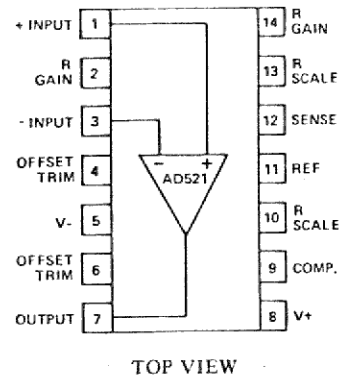 + INPUT 1
R
GAIN 2
- INPUT 3
OFFSET
TRIM 4
V- 5
OFFSET
TRIM 6
OUTPUT 7
- +
AD521
14 R
GAIN
13 R
SCALE
12 SENSE
11 REF
10 R
SCALE
9 COMP.
8 V+
TOP VIEW